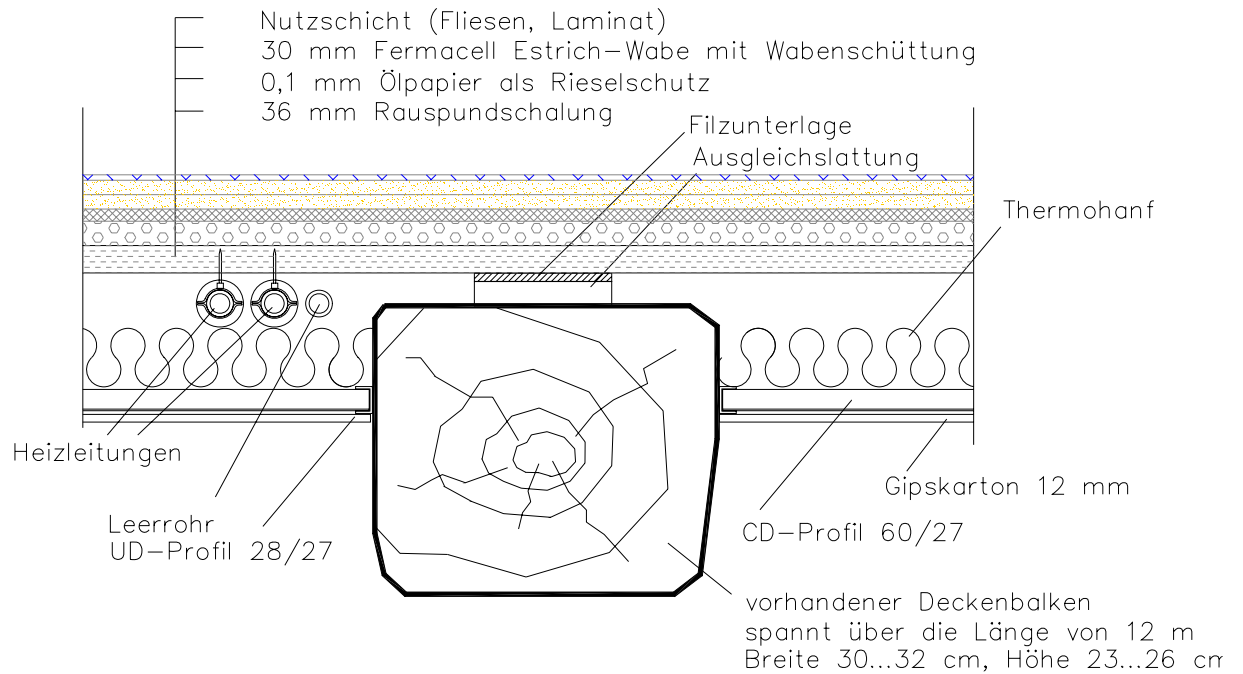 Nutzschicht (Fliesen, Laminat)
30 mm Fermacell Estrich-Wabe mit Wabenschüttung
0,1 mm Ölpapier als Rieselschutz
36 mm Rauspundschalung
Filzunterlage
Ausgleichslattung
Thermohanf
Heizleitungen
Gipskarton 12 mm
Leerrohr
UD-Profil 28/27
CD-Profil 60/27
vorhandener Deckenbalken
spannt über die Länge von 12 m
Breite 30...32 cm, Höhe 23...26 cm